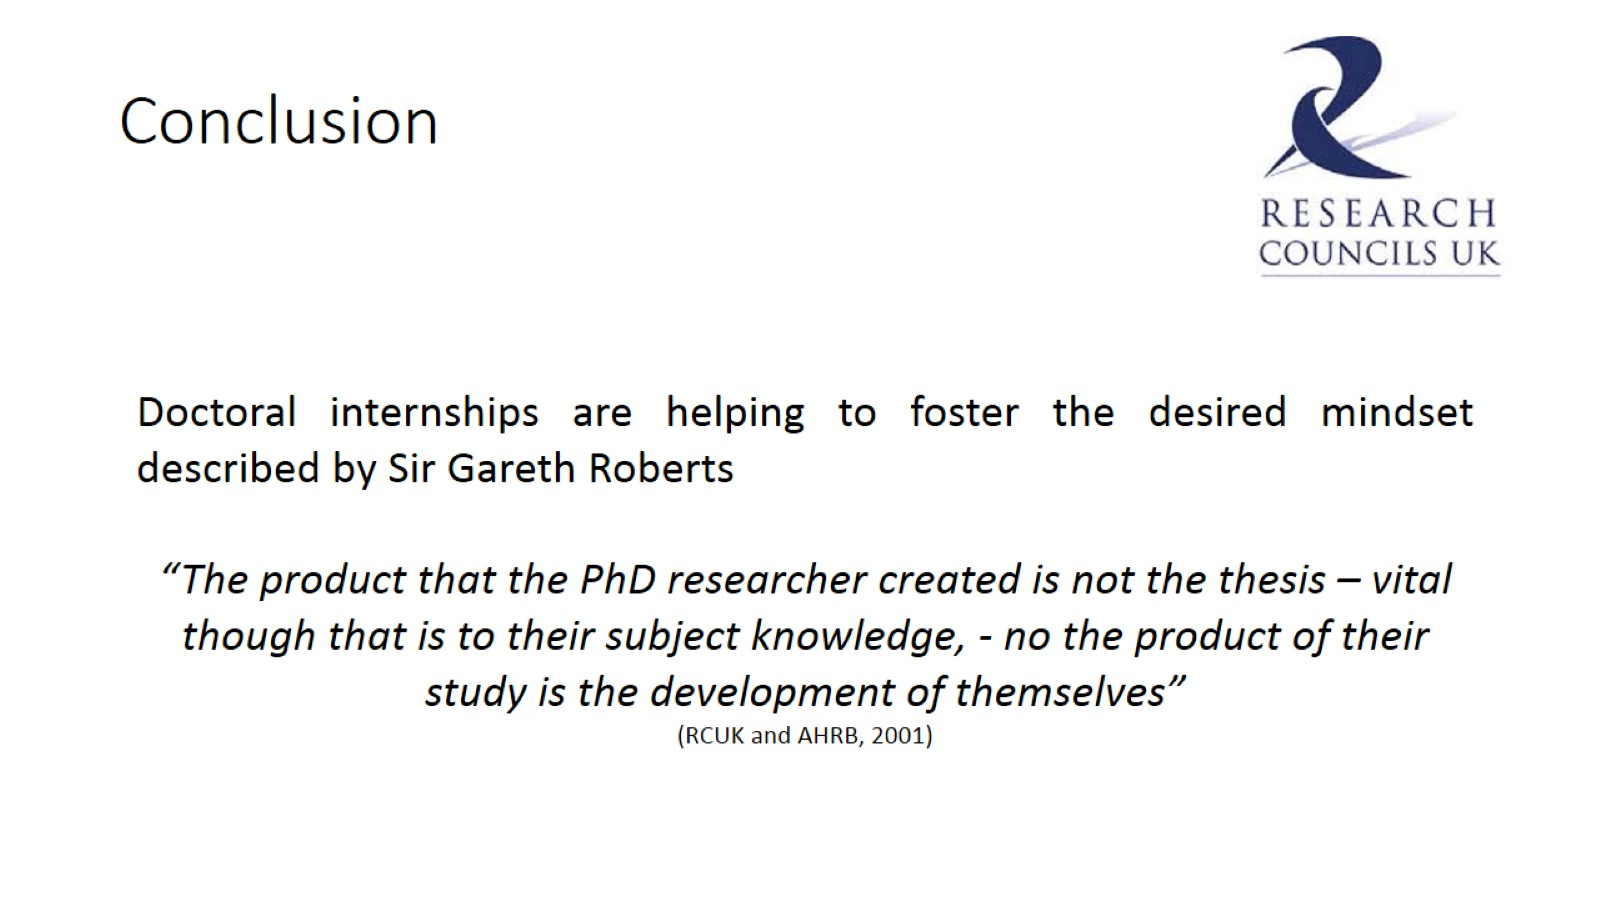 Conclusion
RESEARCH
COUNCILS UK
Doctoral internships are helping to foster the desired mindset
described by Sir Gareth Roberts
“The product that the PhD researcher created is not the thesis – vital
though that is to their subject knowledge, - no the product of their
study is the development of themselves”
(RCUK and AHRB, 2001)